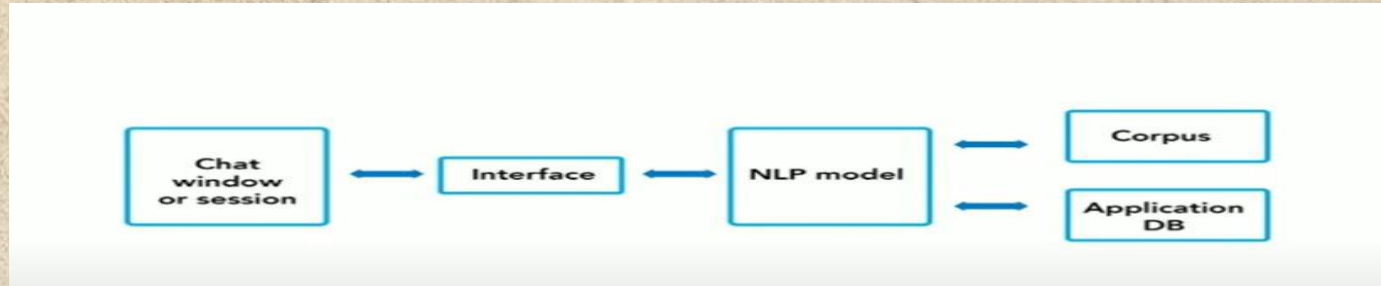 Chat
window
or session
Interface
NLP model
Corpus
Application
DB